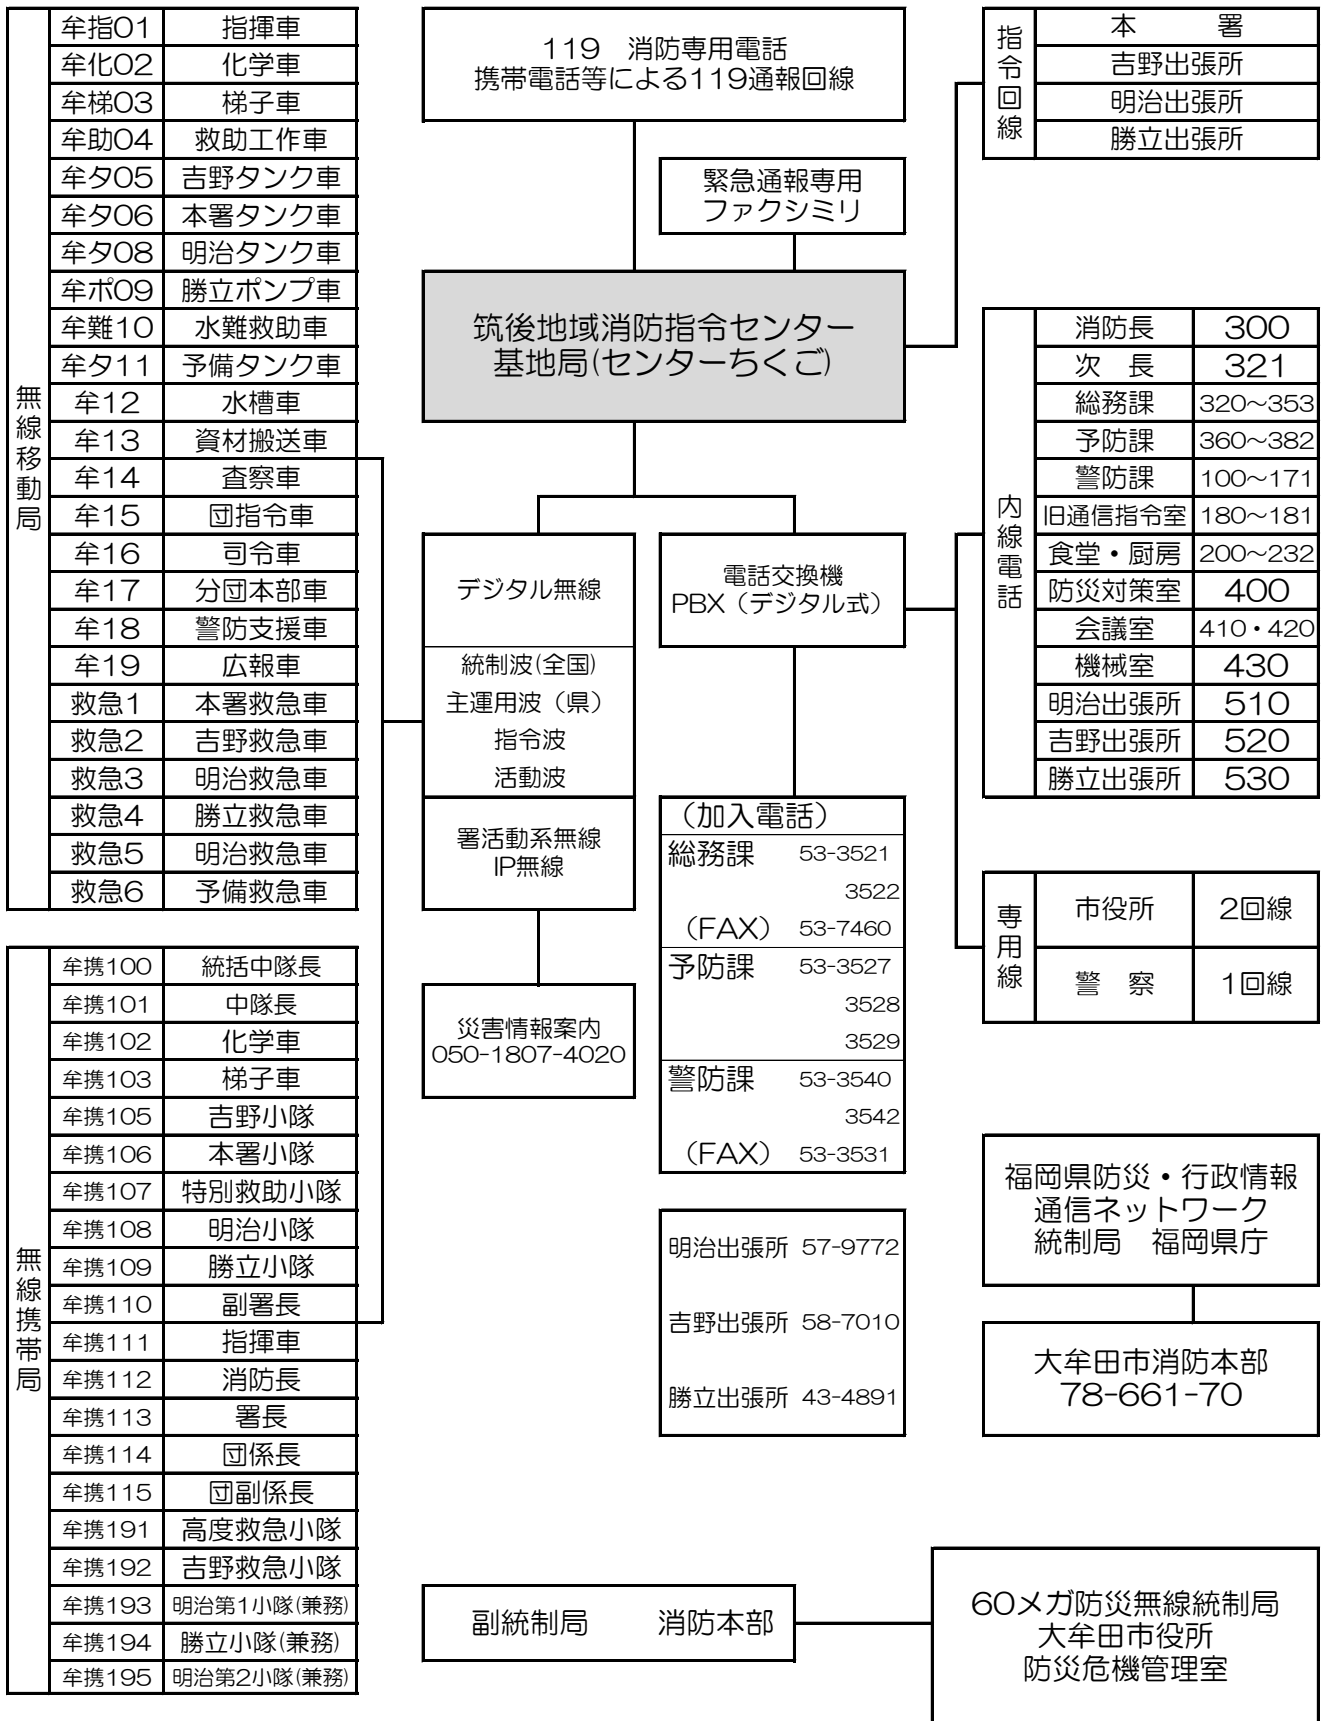 無線移動局
牟指01 指揮車
牟化02 化学車
牟梯03 梯子車
牟助04 救助工作車
牟タ05 吉野タンク車
牟タ06 本署タンク車
牟タ08 明治タンク車
牟ポ09 勝立ポンプ車
牟難10 水難救助車
牟タ11 予備タンク車
牟12 水槽車
牟13 資材搬送車
牟14 査察車
牟15 団指令車
牟16 司令車
牟17 分団本部車
牟18 警防支援車
牟19 広報車
救急1 本署救急車
救急2 吉野救急車
救急3 明治救急車
救急4 勝立救急車
救急5 明治救急車
救急6 予備救急車
無線携帯局
牟携100 統括中隊長
牟携101 中隊長
牟携102 化学車
牟携103 梯子車
牟携105 吉野小隊
牟携106 本署小隊
牟携107 特別救助小隊
牟携108 明治小隊
牟携109 勝立小隊
牟携110 副署長
牟携111 指揮車
牟携112 消防長
牟携113 署長
牟携114 団係長
牟携115 団副係長
牟携191 高度救急小隊
牟携192 吉野救急小隊
牟携193 明治第1小隊(兼務)
牟携194 勝立小隊(兼務)
牟携195 明治第2小隊(兼務)
119 消防専用電話
携帯電話等による119通報回線
緊急通報専用
ファクシミリ
筑後地域消防指令センター
基地局(センターちくご)
デジタル無線
統制波(全国)
主運用波（県）
指令波
活動波
署活動系無線
IP無線
災害情報案内
050-1807-4020
電話交換機
PBX（デジタル式）
（加入電話）
総務課 53-3521
3522
（FAX） 53-7460
予防課 53-3527
3528
3529
警防課 53-3540
3542
（FAX） 53-3531
明治出張所 57-9772
吉野出張所 58-7010
勝立出張所 43-4891
指令回線
本 署
吉野出張所
明治出張所
勝立出張所
内線電話
消防長 300
次 長 321
総務課 320～353
予防課 360～382
警防課 100～171
旧通信指令室 180～181
食堂・厨房 200～232
防災対策室 400
会議室 410・420
機械室 430
明治出張所 510
吉野出張所 520
勝立出張所 530
専用線
市役所 2回線
警 察 1回線
福岡県防災・行政情報
通信ネットワーク
統制局 福岡県庁
大牟田市消防本部
78-661-70
副統制局 消防本部
60メガ防災無線統制局
大牟田市役所
防災危機管理室